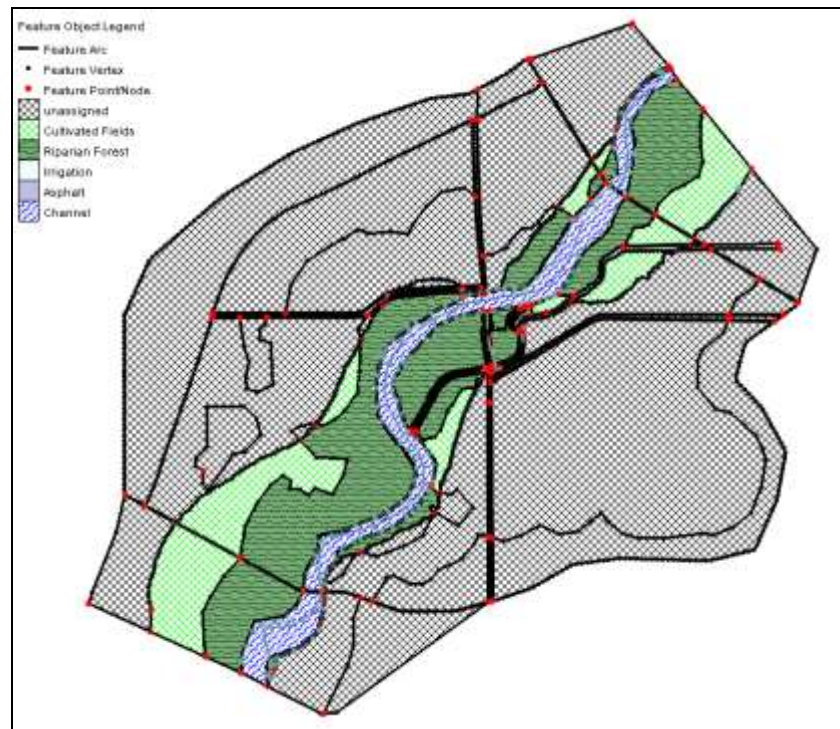 Feature Object Legend
Feature Arc
Feature Vertex
Feature Point/Node
unassigned
Cultivated Fields
Riparian Forest
Irrigation
Asphalt
Channel